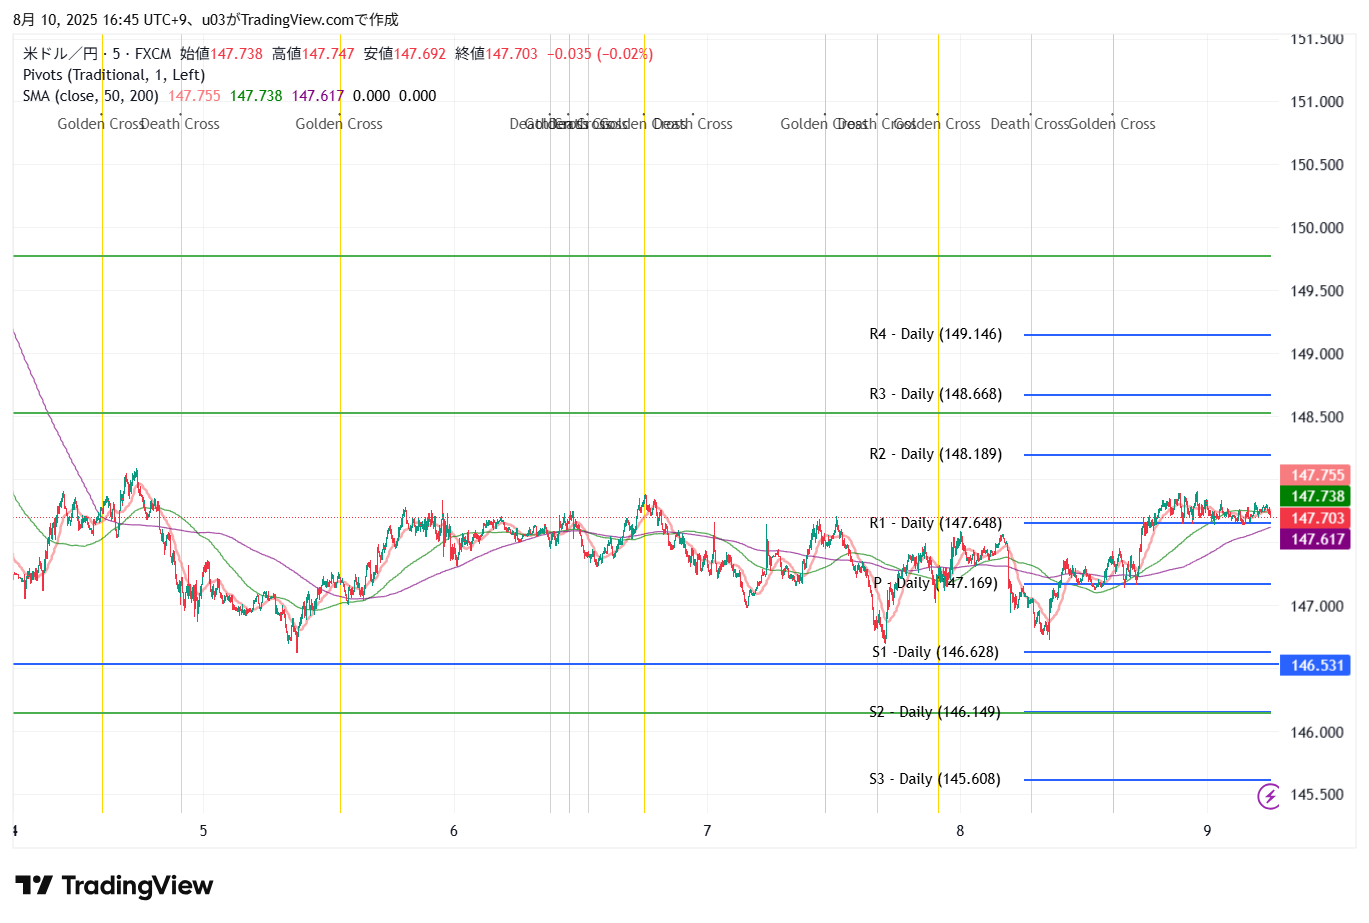 8月 10, 2025 16:45 UTC+9、u03がTradingView.comで作成
米ドル／円 · 5 · FXCM 始値147.738 高値147.747 安値147.692 終値147.703 −0.035 (−0.02%)
Pivots (Traditional, 1, Left)
SMA (close, 50, 200) 147.755 147.738 147.617 0.000 0.000
Golden Cross Death Cross Golden Cross Death Cross Golden Cross Death Cross Golden Cross Death Cross Golden Cross Death Cross Golden Cross
151.500
151.000
150.500
150.000
149.500
R4 - Daily (149.146)
149.000
R3 - Daily (148.668)
148.500
R2 - Daily (148.189)
147.755
147.738
R1 - Daily (147.648) 147.703
147.617
P - Daily (147.169)
147.000
S1 -Daily (146.628)
146.531
S2 - Daily (146.149)
146.000
S3 - Daily (145.608)
145.500
4 5 6 7 8 9
TradingView